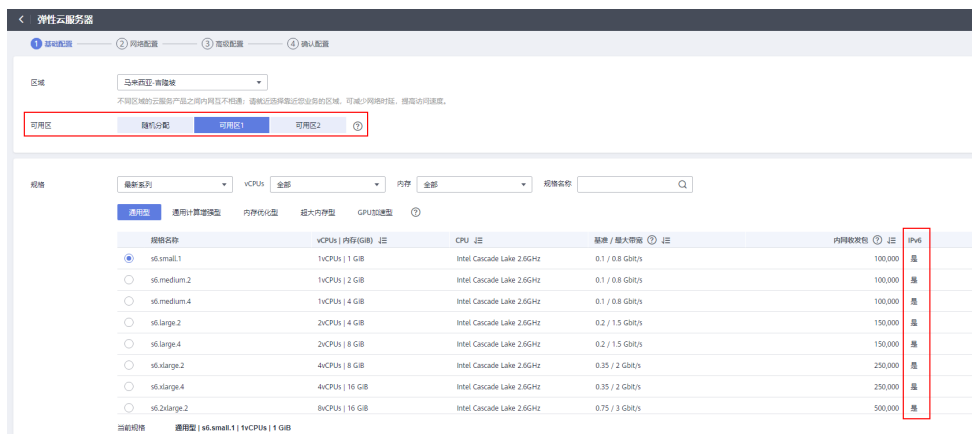 弹性云服务器
1 基础配置 2 网络配置 3 高级配置 4 确认配置
区域 马来西亚-吉隆坡
不同区域的云服务产品之间内网互不相通；请就近选择靠近您业务的区域，可减少网络时延，提高访问速度。
可用区 随机分配 可用区1 可用区2
规格 最新系列 vCPUs 全部 内存 全部 规格名称
通用型 通用计算增强型 内存优化型 超大内存型 GPU加速型
规格名称 vCPUs | 内存(GiB) CPU 基准 / 最大带宽 内网收发包 IPv6
s6.small.1 1vCPUs | 1 GiB Intel Cascade Lake 2.6GHz 0.1 / 0.8 Gbit/s 100,000 是
s6.medium.2 1vCPUs | 2 GiB Intel Cascade Lake 2.6GHz 0.1 / 0.8 Gbit/s 100,000 是
s6.medium.4 1vCPUs | 4 GiB Intel Cascade Lake 2.6GHz 0.1 / 0.8 Gbit/s 100,000 是
s6.large.2 2vCPUs | 4 GiB Intel Cascade Lake 2.6GHz 0.2 / 1.5 Gbit/s 150,000 是
s6.large.4 2vCPUs | 8 GiB Intel Cascade Lake 2.6GHz 0.2 / 1.5 Gbit/s 150,000 是
s6.xlarge.2 4vCPUs | 8 GiB Intel Cascade Lake 2.6GHz 0.35 / 2 Gbit/s 250,000 是
s6.xlarge.4 4vCPUs | 16 GiB Intel Cascade Lake 2.6GHz 0.35 / 2 Gbit/s 250,000 是
s6.2xlarge.2 8vCPUs | 16 GiB Intel Cascade Lake 2.6GHz 0.75 / 3 Gbit/s 500,000 是
当前规格 通用型 | s6.small.1 | 1vCPUs | 1 GiB